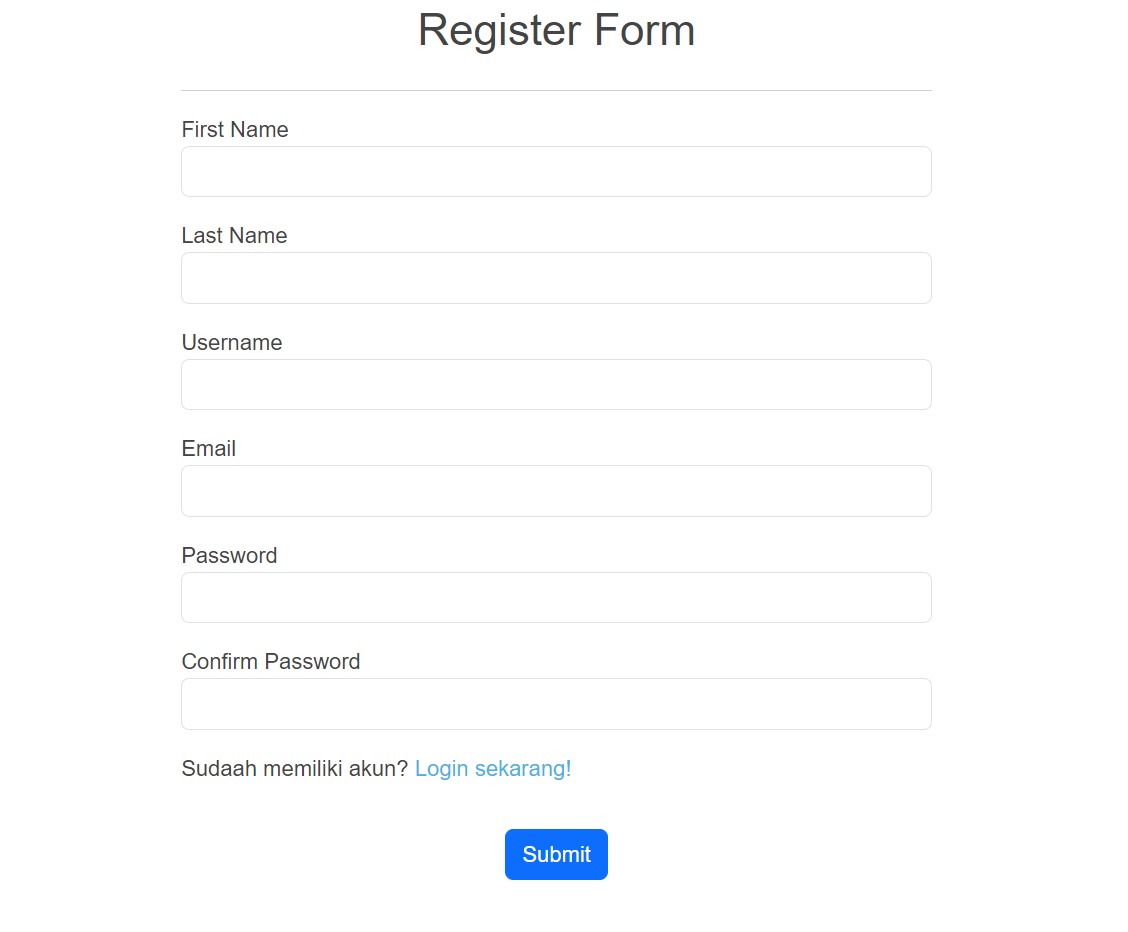 Register Form
First Name
Last Name
Username
Email
Password
Confirm Password
Sudaah memiliki akun? Login sekarang!
Submit